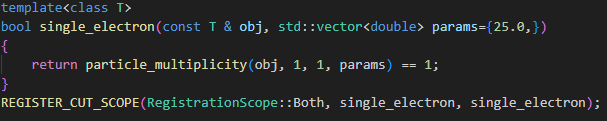 template<class T>
bool single_electron(const T & obj, std::vector<double> params={25.0,})
{
    return particle_multiplicity(obj, 1, 1, params) == 1;
}
REGISTER_CUT_SCOPE(RegistrationScope::Both, single_electron, single_electron);